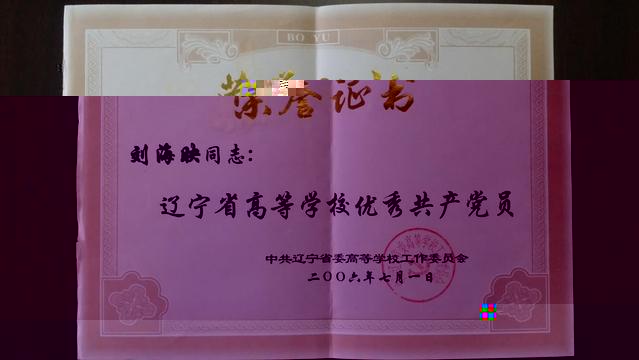 BO YU
荣誉证书
刘海映同志：
辽宁省高等学校优秀共产党员
中共辽宁省委高等学校工作委员会
二〇〇六年七月一日